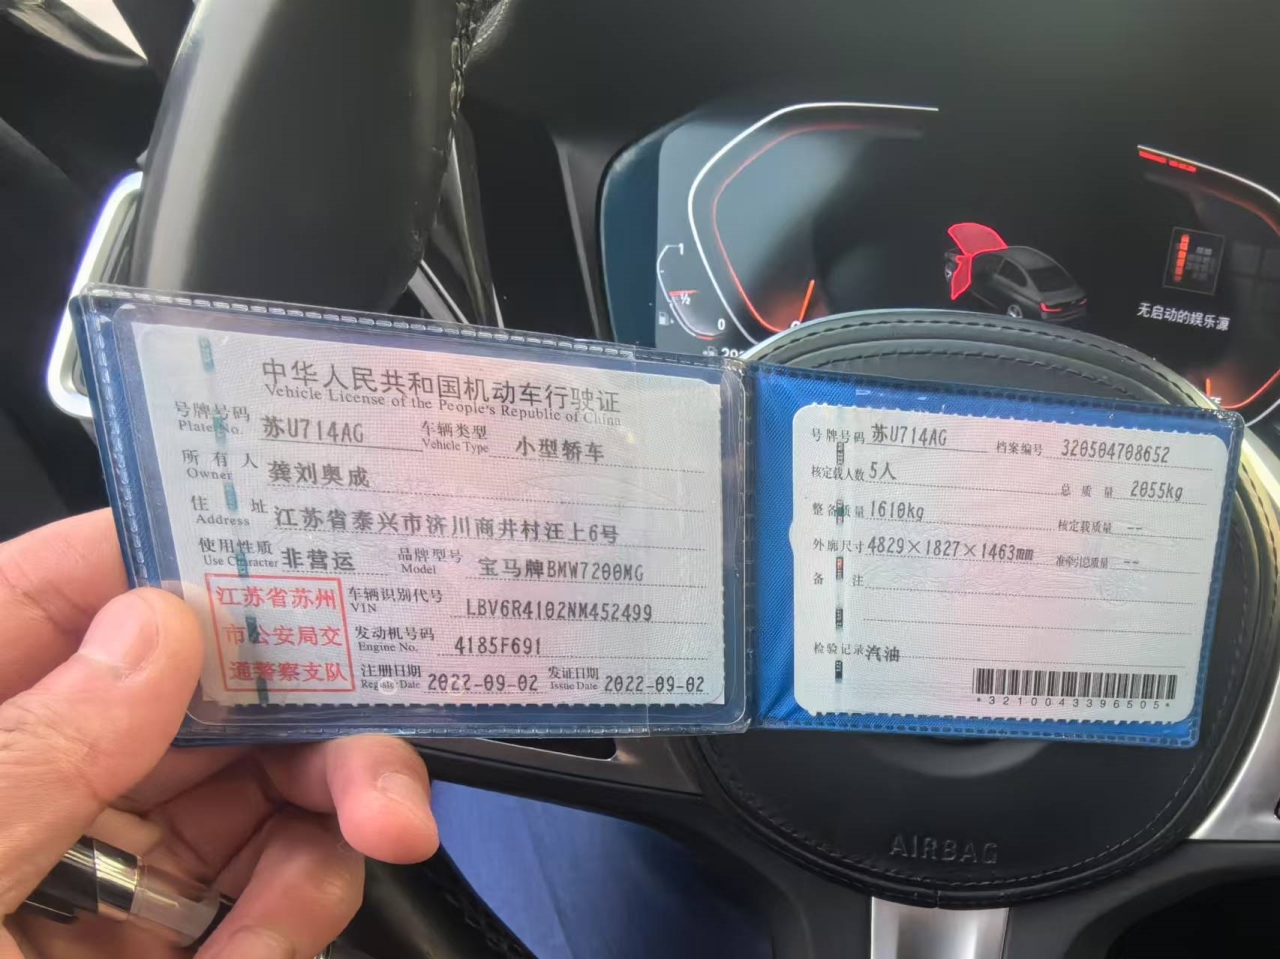 中华人民共和国机动车行驶证
Vehicle License of the People's Republic of China
号牌号码 苏U714AG 车辆类型 小型轿车
Plate No. Vehicle Type
所有人 龚刘奥成
Owner
住址 江苏省泰兴市济川商井村汪上6号
Address
使用性质 非营运 品牌型号 宝马牌BMW7200MG
Use Character Model
江苏省苏州
市公安局交
通警察支队
车辆识别代号 LBV6R4102NM452499
VIN
发动机号码 4185F691
Engine No.
注册日期 2022-09-02 发证日期 2022-09-02
Register Date Issue Date
号牌号码 苏U714AG 档案编号 320504708652
核定载人数 5人 总质量 2055kg
整备质量 1610kg 核定载质量 --
外廓尺寸 4829×1827×1463mm 准牵引总质量 --
备注
检验记录 汽油
*3210043396505*
无启动的娱乐源
1
½
0
AIRBAG